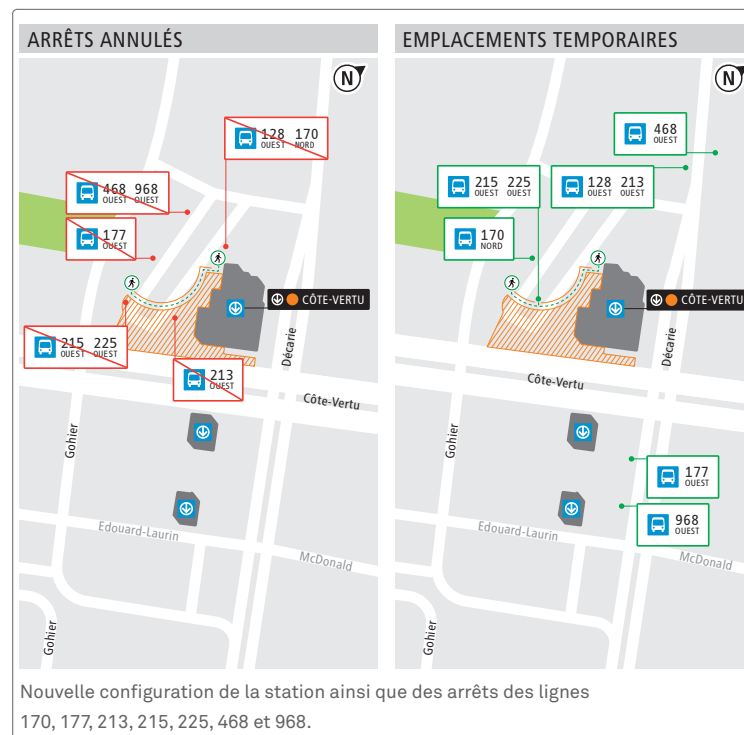 ARRÊTS ANNULÉS
N
128 170
OUEST NORD
468 968
OUEST OUEST
177
OUEST
CÔTE-VERTU
215 225
OUEST OUEST
213
OUEST
Décarie
Côte-Vertu
Gohier
Edouard-Laurin
McDonald
Gohier
EMPLACEMENTS TEMPORAIRES
N
468
OUEST
215 225
OUEST OUEST
128 213
OUEST OUEST
170
NORD
CÔTE-VERTU
Décarie
Côte-Vertu
Gohier
177
OUEST
968
OUEST
Edouard-Laurin
McDonald
Gohier
Nouvelle configuration de la station ainsi que des arrêts des lignes
170, 177, 213, 215, 225, 468 et 968.